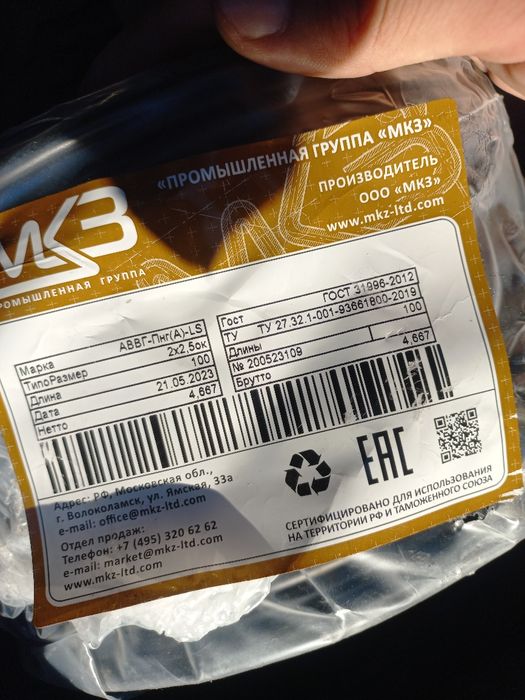 «ПРОМЫШЛЕННАЯ ГРУППА «МКЗ»
ПРОИЗВОДИТЕЛЬ
ООО «МКЗ»
www.mkz-ltd.com
МКЗ
ПРОМЫШЛЕННАЯ ГРУППА
Марка АВВГ-Пнг(А)-LS
ТипоРазмер 2х2,5ок
Длина 100
Дата 21.05.2023
Нетто 4,667
Гост ГОСТ 31996-2012
ТУ ТУ 27.32.1-001-93661800-2019
Длины 100
№ 200523109
Брутто 4,667
Адрес: РФ, Московская обл.,
г. Волоколамск, ул. Ямская, 33а
e-mail: office@mkz-ltd.com
Отдел продаж:
Телефон: +7 (495) 320 62 62
e-mail: market@mkz-ltd.com
www.mkz-ltd.com
ЕАС
СЕРТИФИЦИРОВАНО ДЛЯ ИСПОЛЬЗОВАНИЯ
НА ТЕРРИТОРИИ РФ И ТАМОЖЕННОГО СОЮЗА